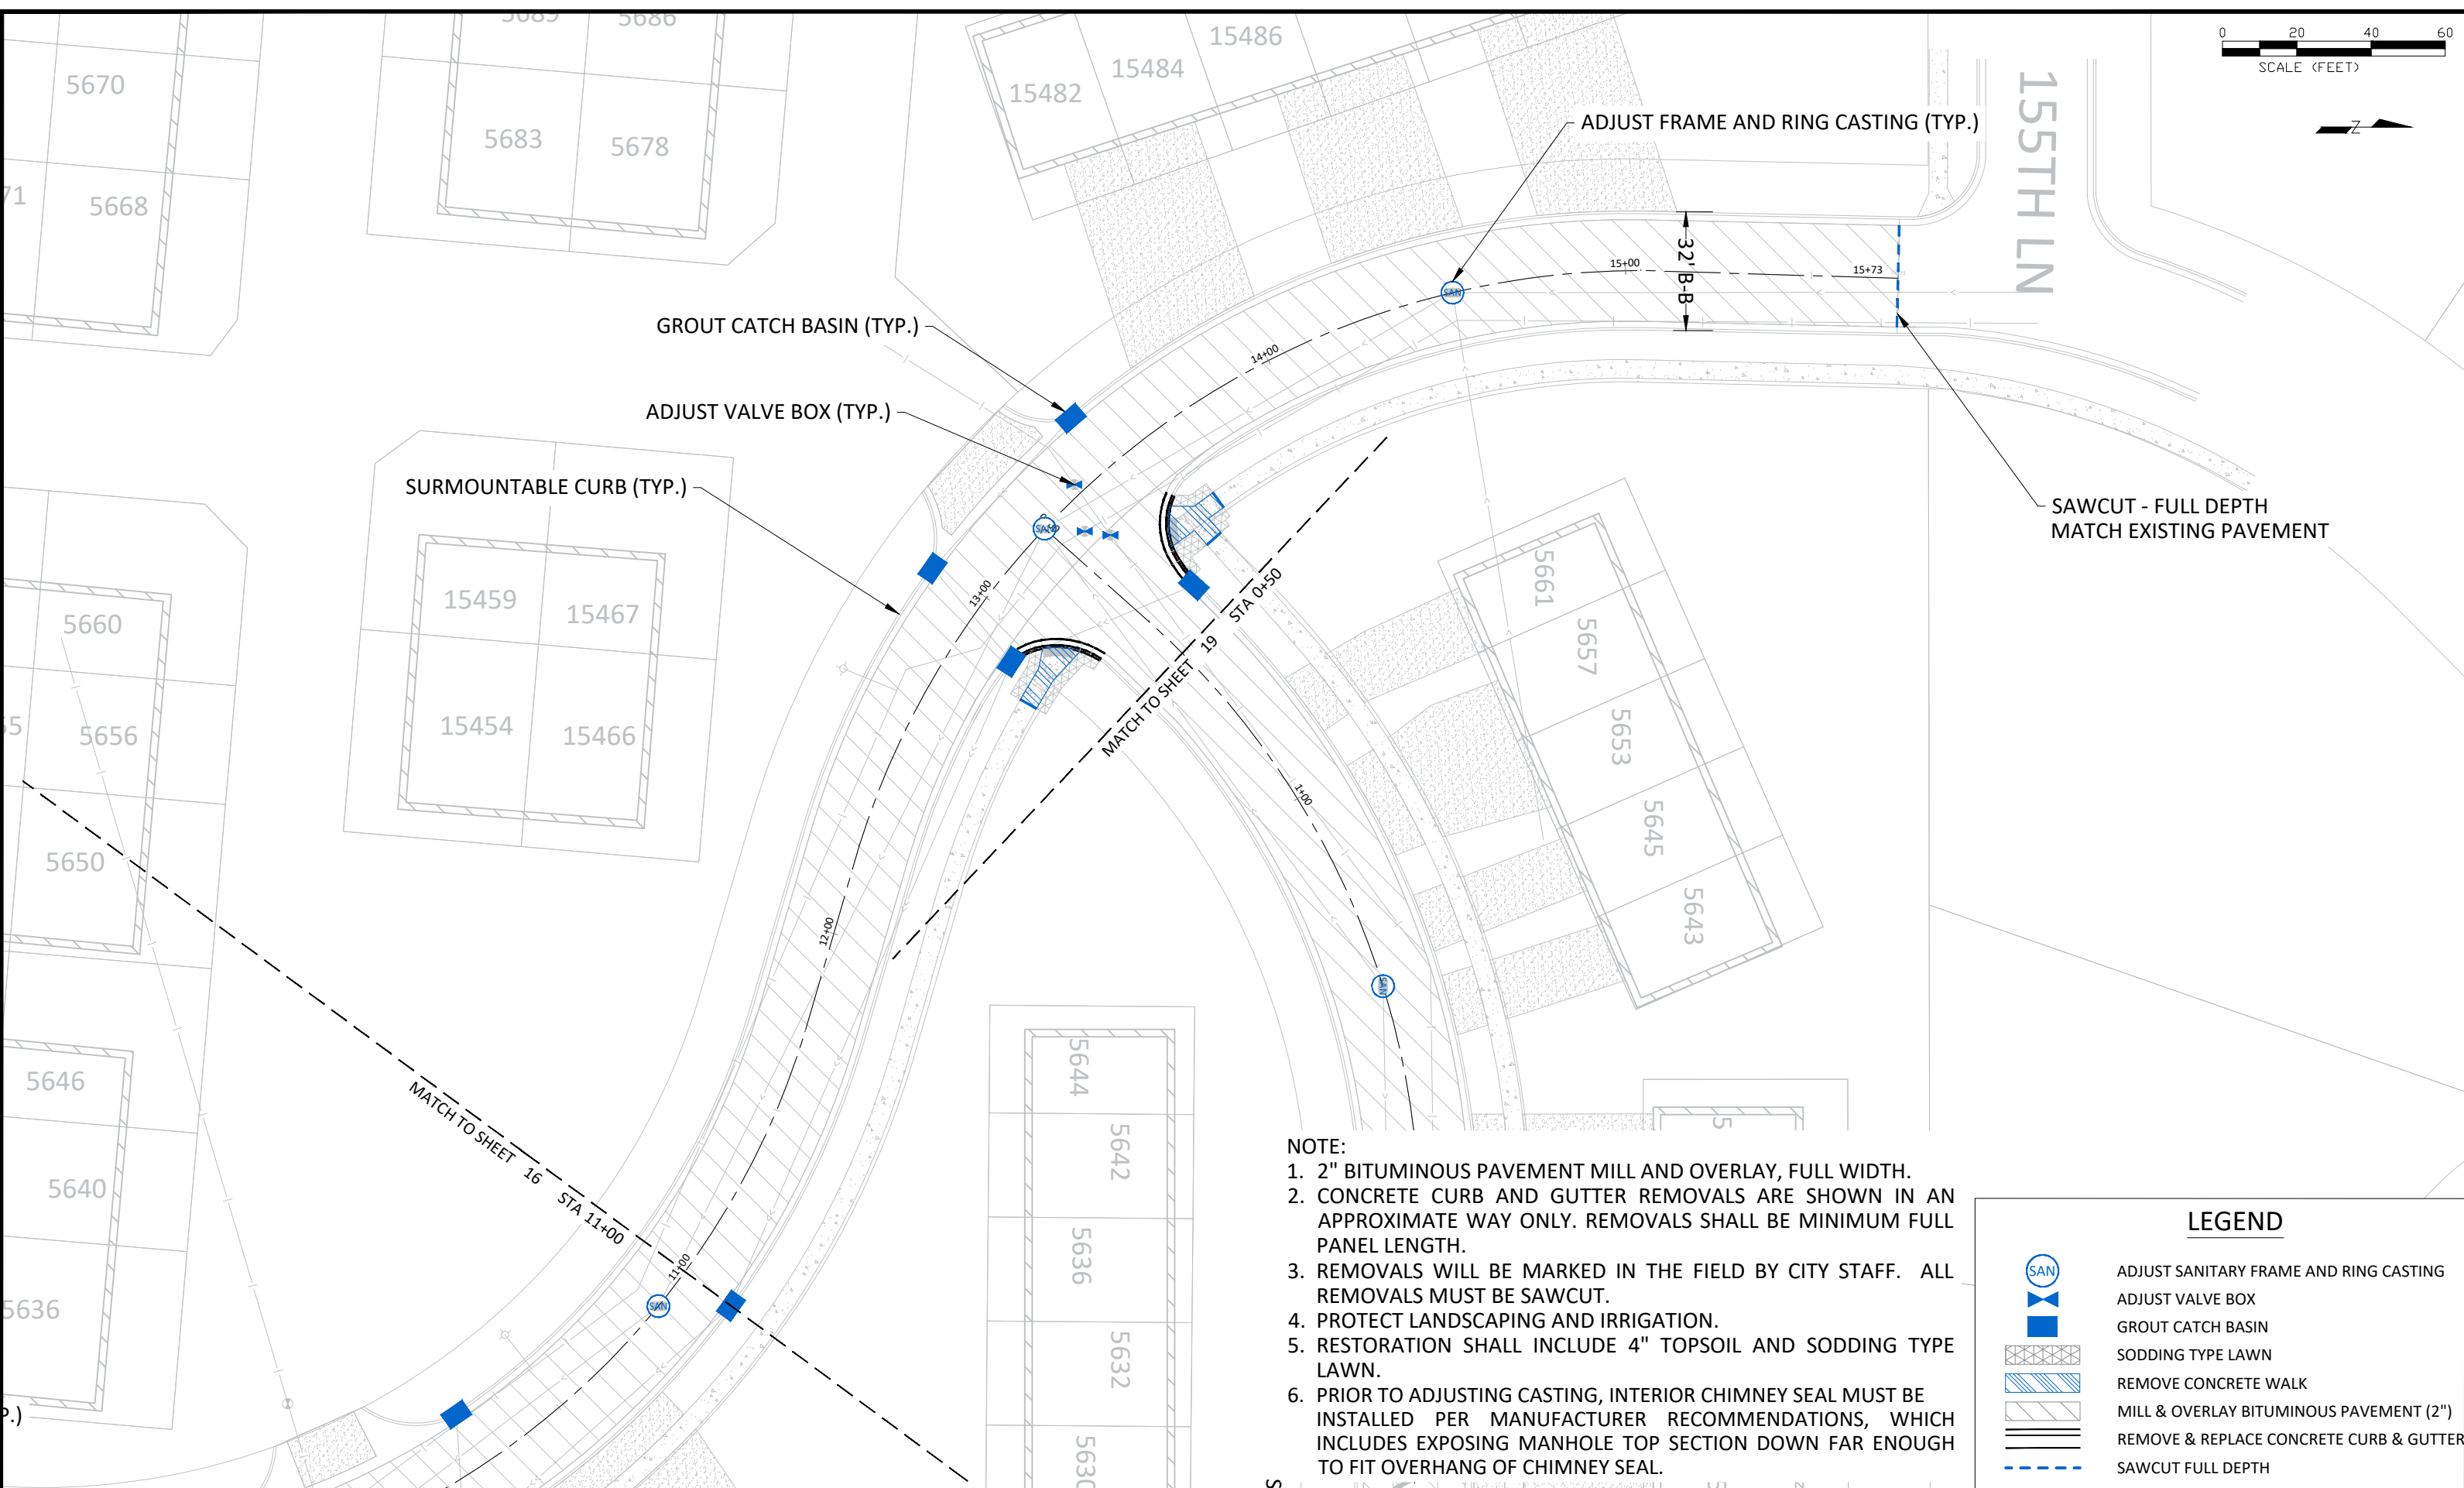 5689
5686
15486
0 20 40 60
SCALE (FEET)
5670
15482
15484
155TH LN
5683
5678
ADJUST FRAME AND RING CASTING (TYP.)
Z
71
5668
32' B-B
15+00
15+73
SAN
GROUT CATCH BASIN (TYP.)
14+00
ADJUST VALVE BOX (TYP.)
SURMOUNTABLE CURB (TYP.)
SAWCUT - FULL DEPTH
MATCH EXISTING PAVEMENT
SAN
5661
15459
15467
13+00
5660
5657
MATCH TO SHEET 19 STA 0+50
15454
15466
55
5656
5653
1+00
5645
5650
12+00
5643
SAN
5644
5646
MATCH TO SHEET 16 STA 11+00
5642
5640
5636
11+00
SAN
5636
5632
5630
P.)
5
NOTE:
1. 2" BITUMINOUS PAVEMENT MILL AND OVERLAY, FULL WIDTH.
2. CONCRETE CURB AND GUTTER REMOVALS ARE SHOWN IN AN
APPROXIMATE WAY ONLY. REMOVALS SHALL BE MINIMUM FULL
PANEL LENGTH.
3. REMOVALS WILL BE MARKED IN THE FIELD BY CITY STAFF. ALL
REMOVALS MUST BE SAWCUT.
4. PROTECT LANDSCAPING AND IRRIGATION.
5. RESTORATION SHALL INCLUDE 4" TOPSOIL AND SODDING TYPE
LAWN.
6. PRIOR TO ADJUSTING CASTING, INTERIOR CHIMNEY SEAL MUST BE
INSTALLED PER MANUFACTURER RECOMMENDATIONS, WHICH
INCLUDES EXPOSING MANHOLE TOP SECTION DOWN FAR ENOUGH
TO FIT OVERHANG OF CHIMNEY SEAL.
LEGEND
SAN ADJUST SANITARY FRAME AND RING CASTING
ADJUST VALVE BOX
GROUT CATCH BASIN
SODDING TYPE LAWN
REMOVE CONCRETE WALK
MILL & OVERLAY BITUMINOUS PAVEMENT (2")
REMOVE & REPLACE CONCRETE CURB & GUTTER
SAWCUT FULL DEPTH